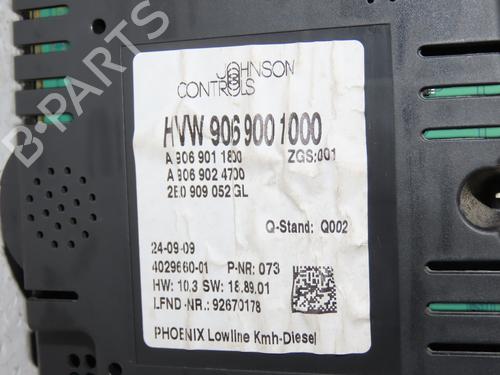 JOHNSON
CONTROLS
HVW 906 900 1000
A 906 901 1800 ZGS:001
A 906 902 4700
2E0 909 052 GL
Q-Stand: Q002
24-09-09
4029660-01 P-NR: 073
HW: 10.3 SW: 18.89.01
LFND-NR.: 92670178
PHOENIX Lowline Kmh-Diesel
B-PARTS